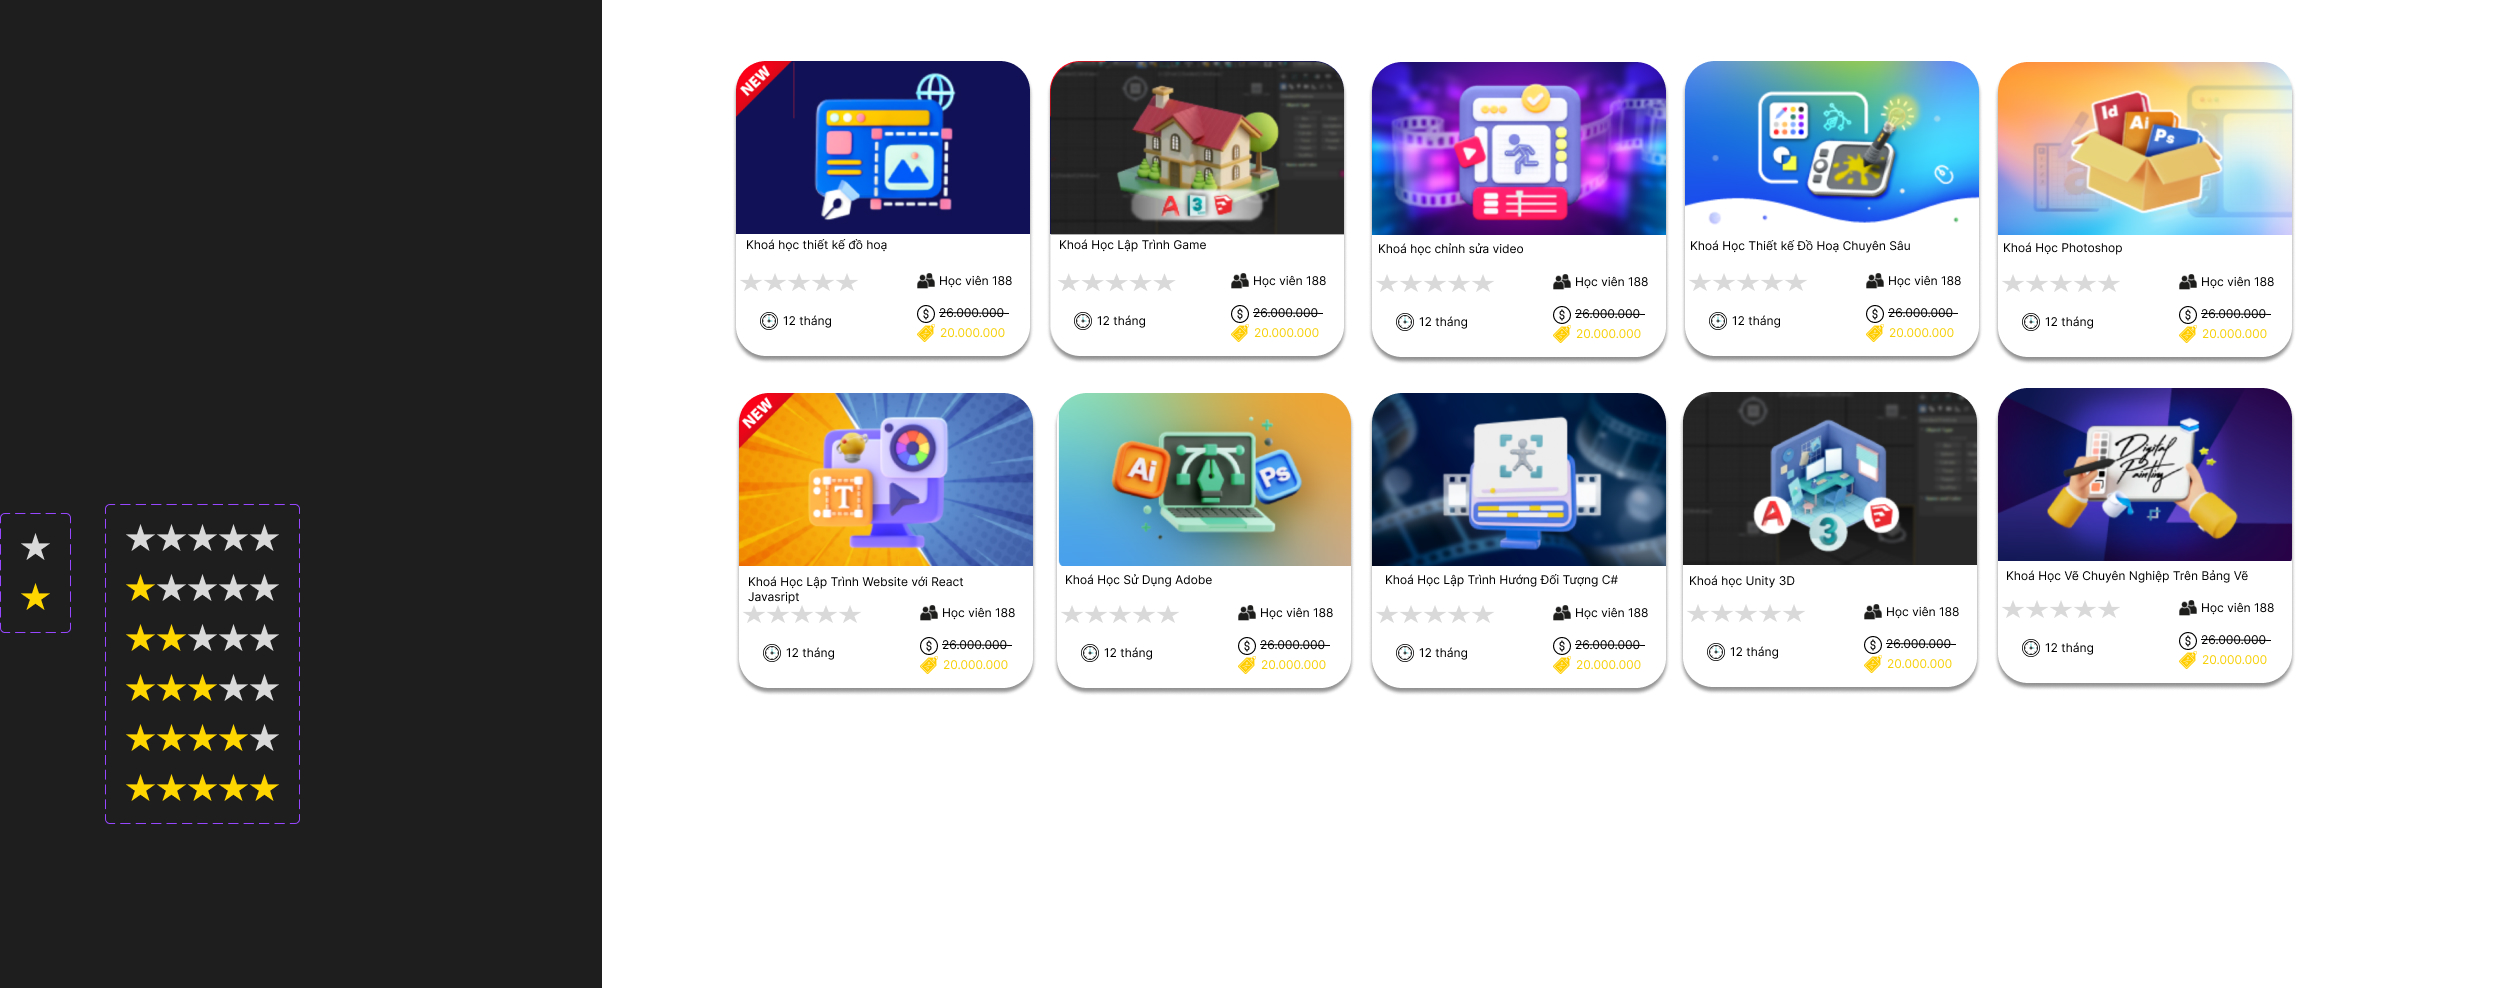 NEW
Khoá học thiết kế đồ hoạ
Học viên 188
12 tháng
26.000.000
20.000.000
A 3
Khoá Học Lập Trình Game
Học viên 188
12 tháng
26.000.000
20.000.000
Khoá học chỉnh sửa video
Học viên 188
12 tháng
26.000.000
20.000.000
Khoá Học Thiết kế Đồ Hoạ Chuyên Sâu
Học viên 188
12 tháng
26.000.000
20.000.000
Id
Ai
Ps
Khoá Học Photoshop
Học viên 188
12 tháng
26.000.000
20.000.000
NEW
T
Khoá Học Lập Trình Website với React
Javasript
Học viên 188
12 tháng
26.000.000
20.000.000
Ai
Ps
Khoá Học Sử Dụng Adobe
Học viên 188
12 tháng
26.000.000
20.000.000
Khoá Học Lập Trình Hướng Đối Tượng C#
Học viên 188
12 tháng
26.000.000
20.000.000
A
3
Khoá học Unity 3D
Học viên 188
12 tháng
26.000.000
20.000.000
Digital
Painting
Khoá Học Vẽ Chuyên Nghiệp Trên Bảng Vẽ
Học viên 188
12 tháng
26.000.000
20.000.000